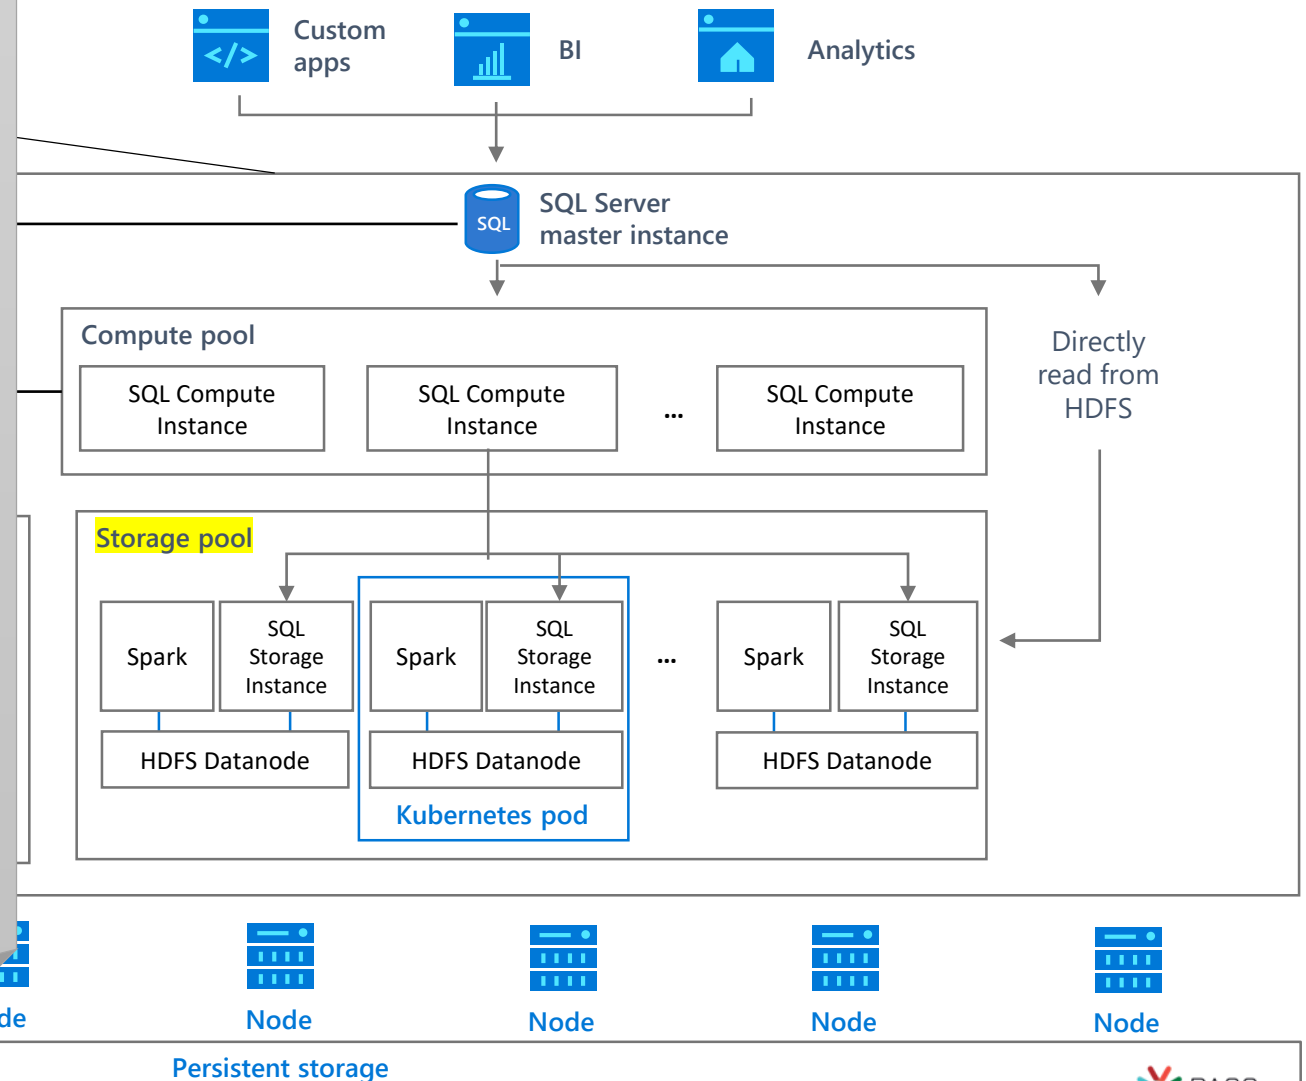 Custom
apps
BI
Analytics
SQL
SQL Server
master instance
Compute pool
SQL Compute
Instance
SQL Compute
Instance
...
SQL Compute
Instance
Directly
read from
HDFS
Storage pool
Spark
SQL
Storage
Instance
HDFS Datanode
Spark
SQL
Storage
Instance
HDFS Datanode
Kubernetes pod
...
Spark
SQL
Storage
Instance
HDFS Datanode
de
Node
Node
Node
Node
Persistent storage